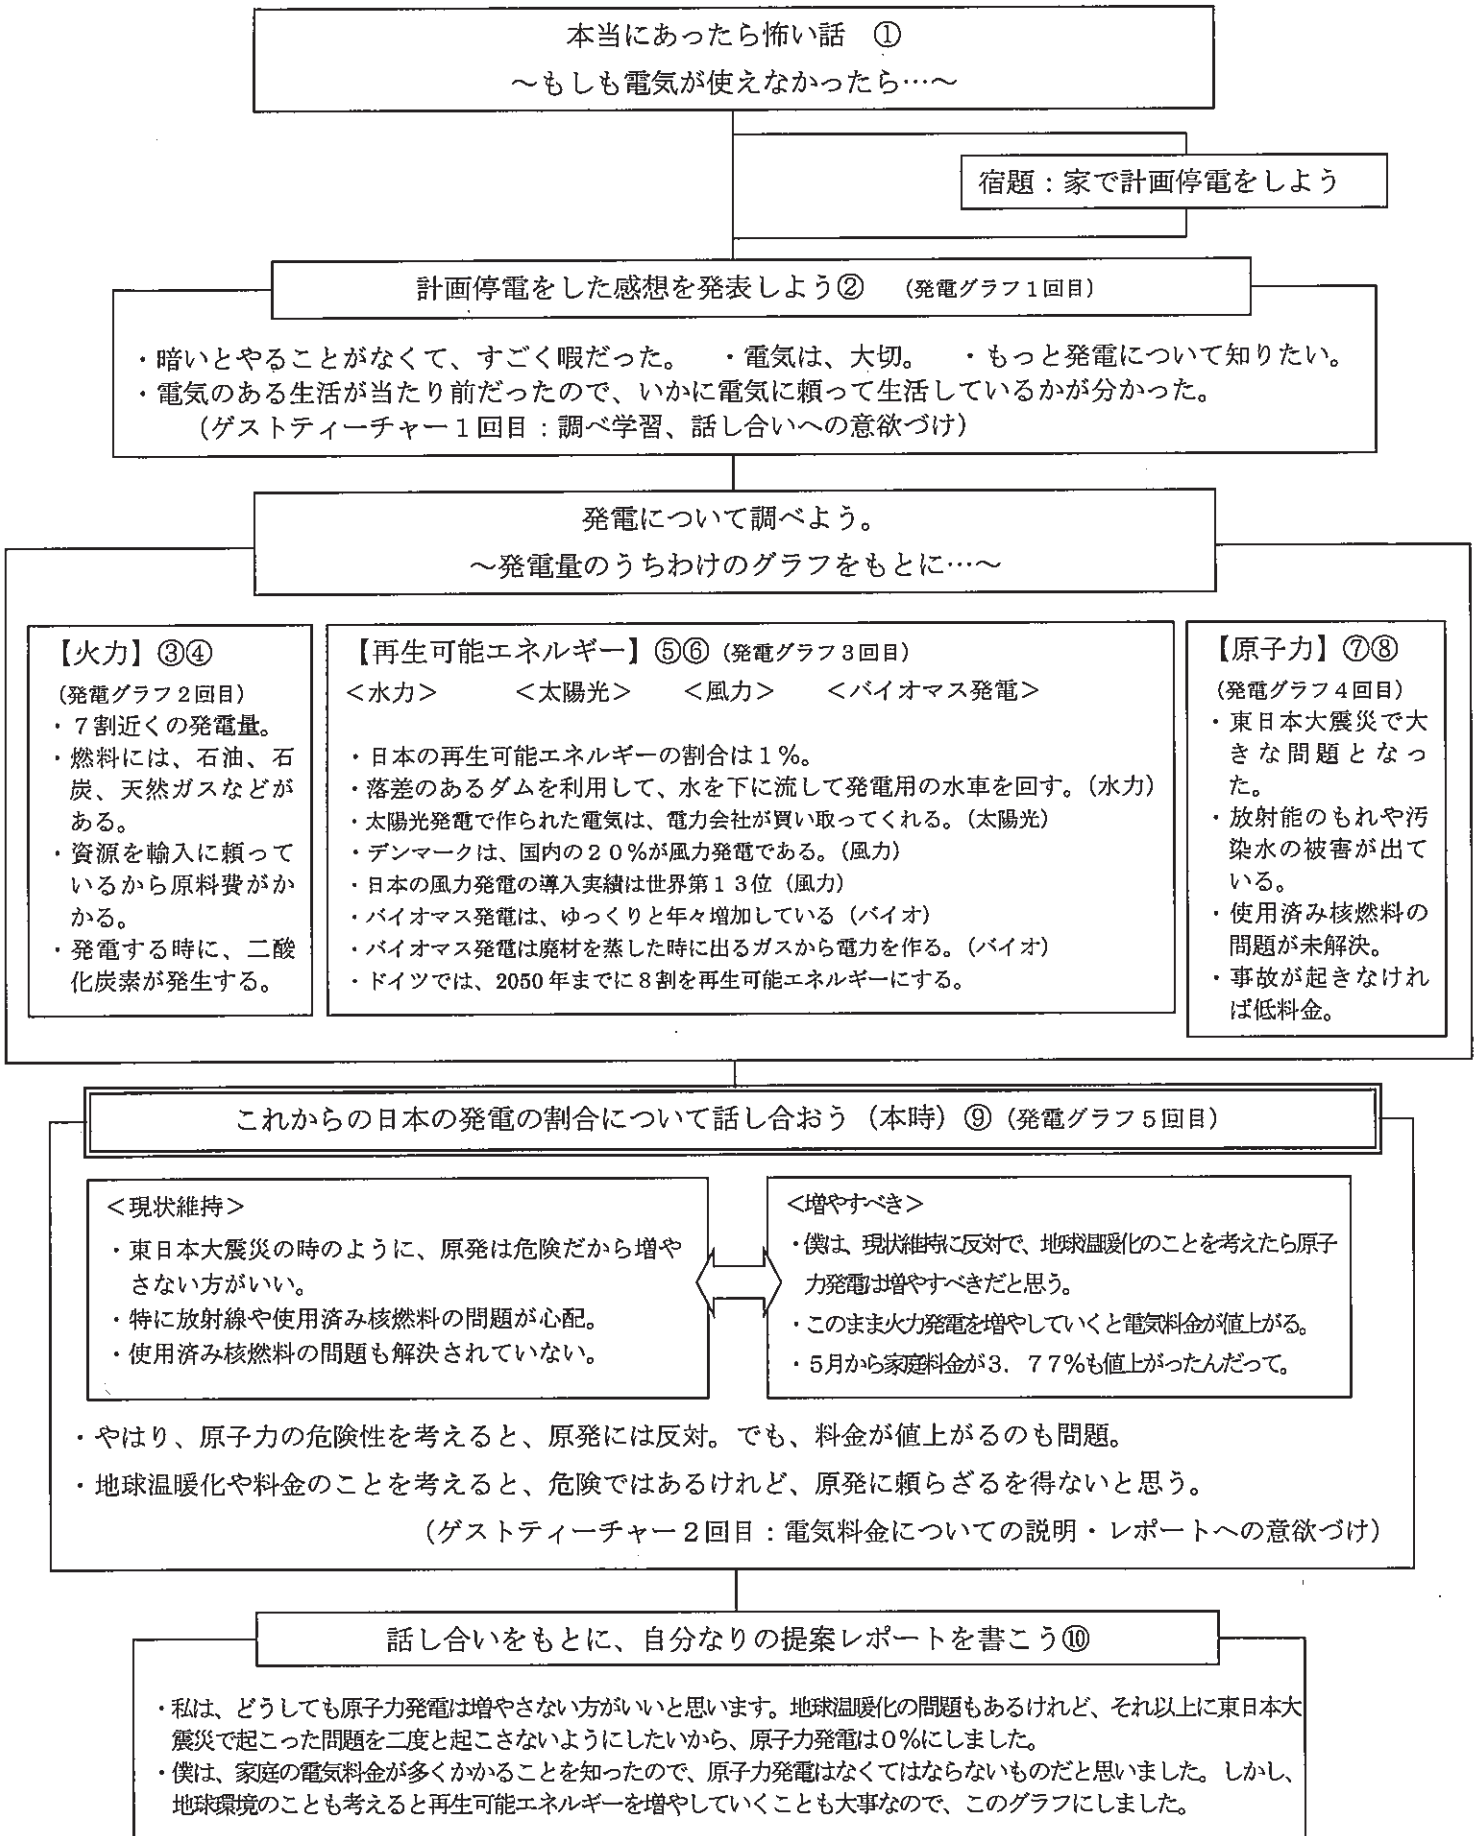 本当にあったら怖い話　①
～もしも電気が使えなかったら…～
宿題：家で計画停電をしよう
計画停電をした感想を発表しよう②　（発電グラフ１回目）
・暗いとやることがなくて、すごく暇だった。　・電気は、大切。　・もっと発電について知りたい。
・電気のある生活が当たり前だったので、いかに電気に頼って生活しているかが分かった。
（ゲストティーチャー１回目：調べ学習、話し合いへの意欲づけ）
発電について調べよう。
～発電量のうちわけのグラフをもとに…～
【火力】③④
（発電グラフ２回目）
・７割近くの発電量。
・燃料には、石油、石
炭、天然ガスなどが
ある。
・資源を輸入に頼って
いるから原料費がか
かる。
・発電する時に、二酸
化炭素が発生する。
【再生可能エネルギー】⑤⑥（発電グラフ３回目）
＜水力＞　＜太陽光＞　＜風力＞　＜バイオマス発電＞
・日本の再生可能エネルギーの割合は１％。
・落差のあるダムを利用して、水を下に流して発電用の水車を回す。（水力）
・太陽光発電で作られた電気は、電力会社が買い取ってくれる。（太陽光）
・デンマークは、国内の２０％が風力発電である。（風力）
・日本の風力発電の導入実績は世界第１３位（風力）
・バイオマス発電は、ゆっくりと年々増加している（バイオ）
・バイオマス発電は廃材を蒸した時に出るガスから電力を作る。（バイオ）
・ドイツでは、2050年までに８割を再生可能エネルギーにする。
【原子力】⑦⑧
（発電グラフ４回目）
・東日本大震災で大
きな問題となっ
た。
・放射能のもれや汚
染水の被害が出て
いる。
・使用済み核燃料の
問題が未解決。
・事故が起きなけれ
ば低料金。
これからの日本の発電の割合について話し合おう（本時）⑨（発電グラフ５回目）
＜現状維持＞
・東日本大震災の時のように、原発は危険だから増や
さない方がいい。
・特に放射線や使用済み核燃料の問題が心配。
・使用済み核燃料の問題も解決されていない。
＜増やすべき＞
・僕は、現状維持に反対で、地球温暖化のことを考えたら原子
力発電は増やすべきだと思う。
・このまま火力発電を増やしていくと電気料金が値上がる。
・５月から家庭料金が３．７７％も値上がったんだって。
・やはり、原子力の危険性を考えると、原発には反対。でも、料金が値上がるのも問題。
・地球温暖化や料金のことを考えると、危険ではあるけれど、原発に頼らざるを得ないと思う。
（ゲストティーチャー２回目：電気料金についての説明・レポートへの意欲づけ）
話し合いをもとに、自分なりの提案レポートを書こう⑩
・私は、どうしても原子力発電は増やさない方がいいと思います。地球温暖化の問題もあるけれど、それ以上に東日本大
震災で起こった問題を二度と起こさないようにしたいから、原子力発電は０％にしました。
・僕は、家庭の電気料金が多くかかることを知ったので、原子力発電はなくてはならないものだと思いました。しかし、
地球環境のことも考えると再生可能エネルギーを増やしていくことも大事なので、このグラフにしました。